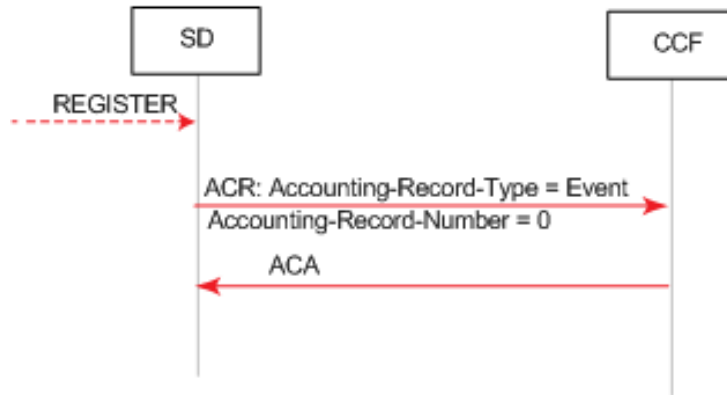 SD
CCF
REGISTER
ACR: Accounting-Record-Type = Event
Accounting-Record-Number = 0
ACA